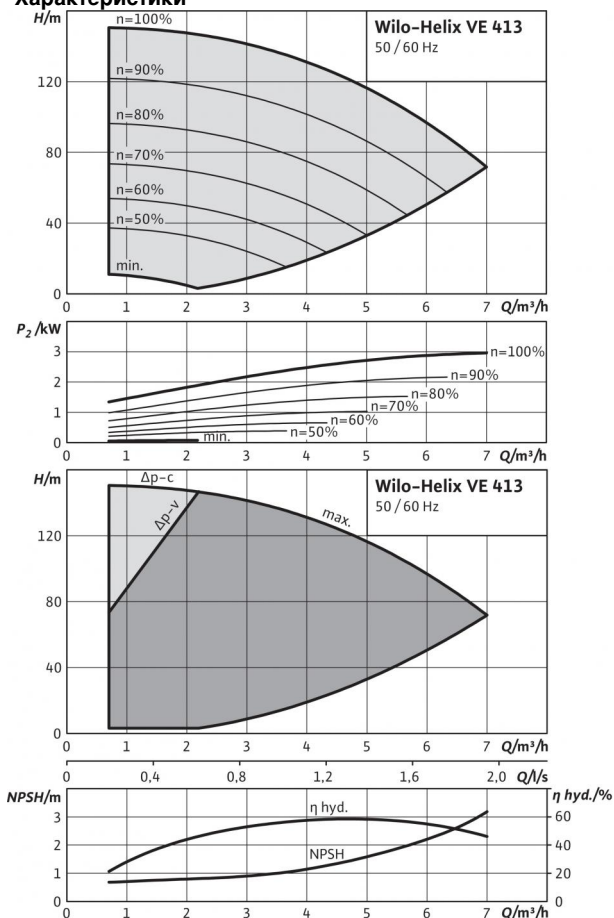 Характеристики
H/m
n=100%
Wilo-Helix VE 413
50 / 60 Hz
n=90%
120
n=80%
80
n=70%
n=60%
40
n=50%
min.
0
0 1 2 3 4 5 6 7 Q/m³/h
P₂ /kW
3
n=100%
2
n=90%
n=80%
1
n=70%
n=60%
n=50%
min.
0
0 1 2 3 4 5 6 7 Q/m³/h
H/m
Δp-c
Wilo-Helix VE 413
50 / 60 Hz
Δp-v
max.
120
80
40
0
0 1 2 3 4 5 6 7 Q/m³/h
0 0,4 0,8 1,2 1,6 2,0 Q/l/s
NPSH/m
η hyd./%
η hyd.
3 60
2 40
NPSH
1 20
0 0
0 1 2 3 4 5 6 7 Q/m³/h